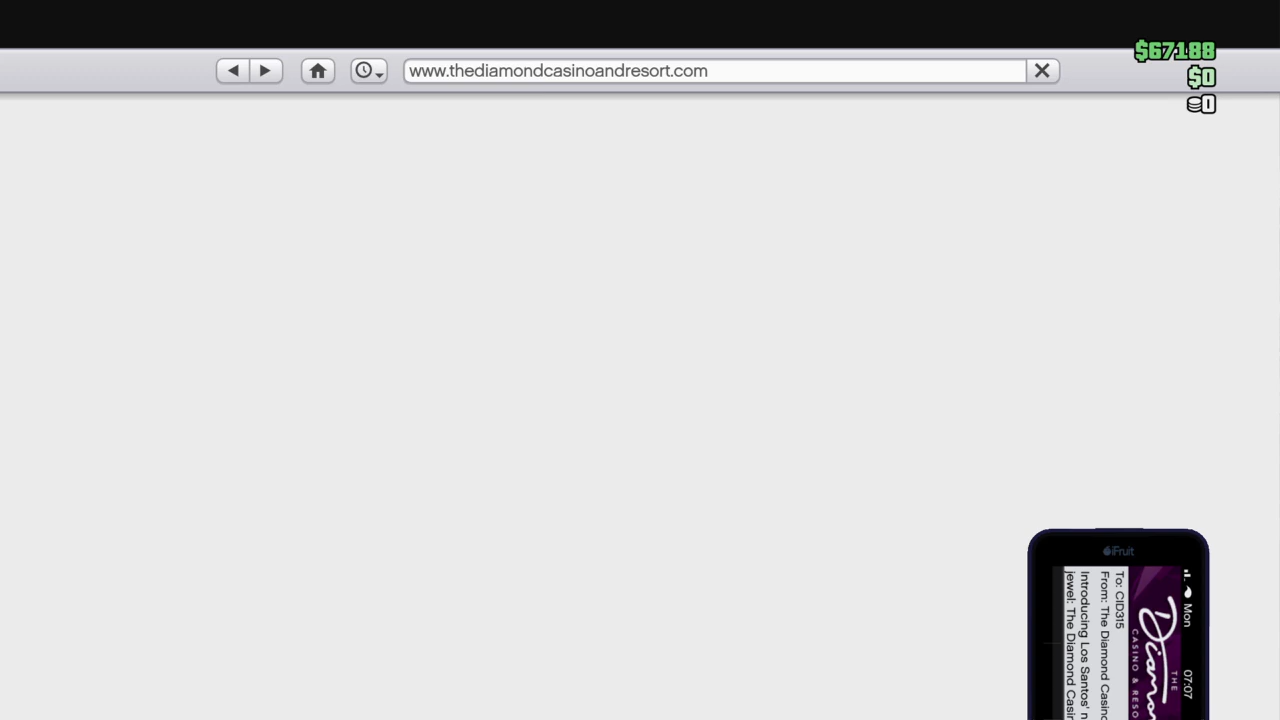 www.thediamondcasinoandresort.com
$67188
$0
0
iFruit
Mon 07:07
THE
CASINO &
To: CID315
From: The Diamond
Introducing Los Santos'
jewel: The Diamond